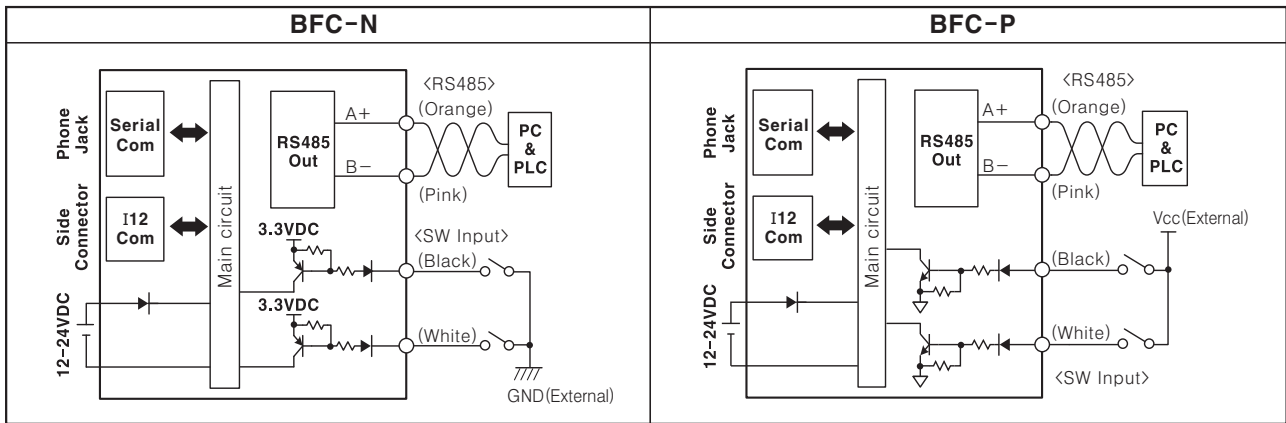 BFC-N
BFC-P
<RS485>
(Orange)
A+
B-
(Pink)
Phone
Jack
Serial
Com
RS485
Out
PC
&
PLC
Side
Connector
I12
Com
Main circuit
3.3VDC
<SW Input>
(Black)
3.3VDC
(White)
12-24VDC
GND(External)
<RS485>
(Orange)
A+
B-
(Pink)
Phone
Jack
Serial
Com
RS485
Out
PC
&
PLC
Side
Connector
I12
Com
Main circuit
Vcc(External)
(Black)
(White)
12-24VDC
<SW Input>